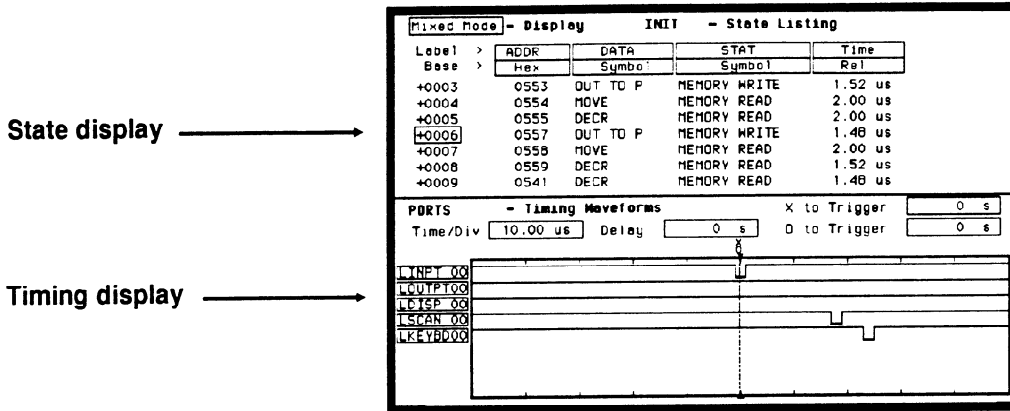 Mixed Mode - Display INIT - State Listing
Label > ADDR DATA STAT Time
Base > Hex Symbol Symbol Rel
+0003 0553 OUT TO P MEMORY WRITE 1.52 us
+0004 0554 MOVE MEMORY READ 2.00 us
+0005 0555 DECR MEMORY READ 2.00 us
State display
+0006 0557 OUT TO P MEMORY WRITE 1.48 us
+0007 0558 MOVE MEMORY READ 2.00 us
+0008 0559 DECR MEMORY READ 1.52 us
+0009 0541 DECR MEMORY READ 1.48 us
PORTS - Timing Waveforms X to Trigger 0 s
Time/Div 10.00 us Delay 0 s O to Trigger 0 s
X
O
LINPT 00
LOUTPT00
Timing display
LDISP 00
LSCAN 00
LKEYBD00